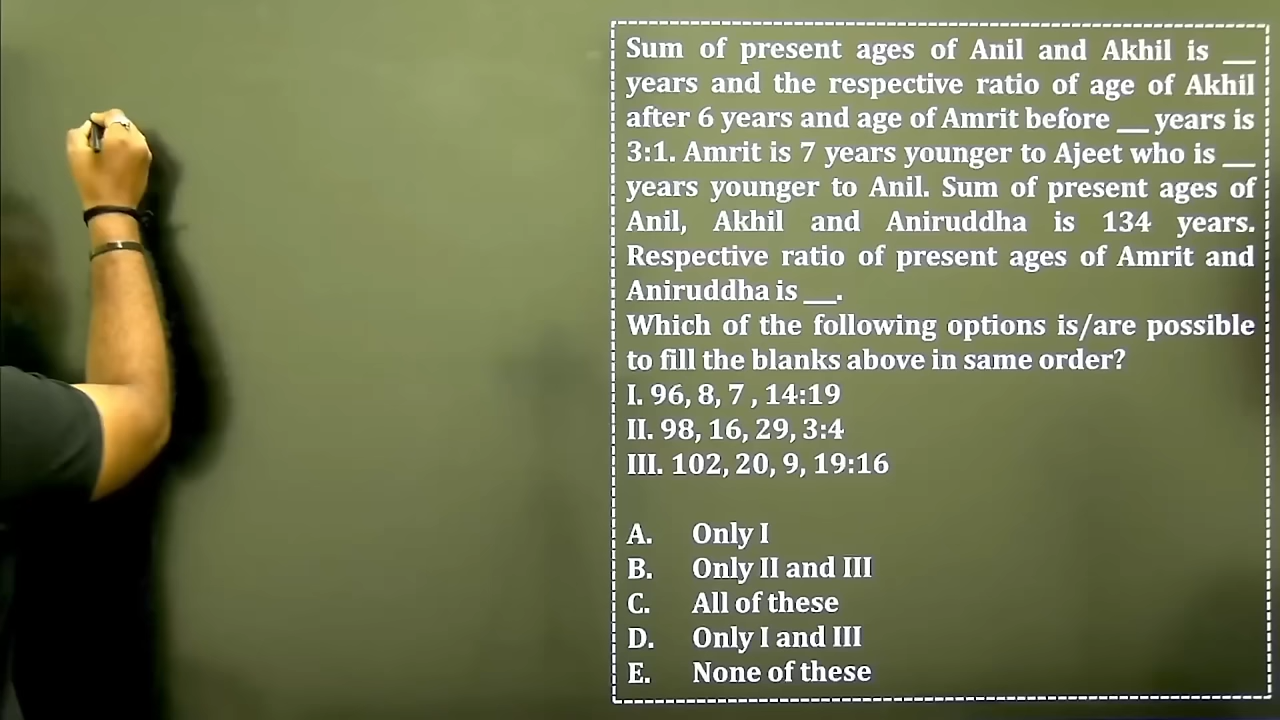 Sum of present ages of Anil and Akhil is __
years and the respective ratio of age of Akhil
after 6 years and age of Amrit before __ years is
3:1. Amrit is 7 years younger to Ajeet who is __
years younger to Anil. Sum of present ages of
Anil, Akhil and Aniruddha is 134 years.
Respective ratio of present ages of Amrit and
Aniruddha is __.
Which of the following options is/are possible
to fill the blanks above in same order?
I. 96, 8, 7 , 14:19
II. 98, 16, 29, 3:4
III. 102, 20, 9, 19:16
A. Only I
B. Only II and III
C. All of these
D. Only I and III
E. None of these